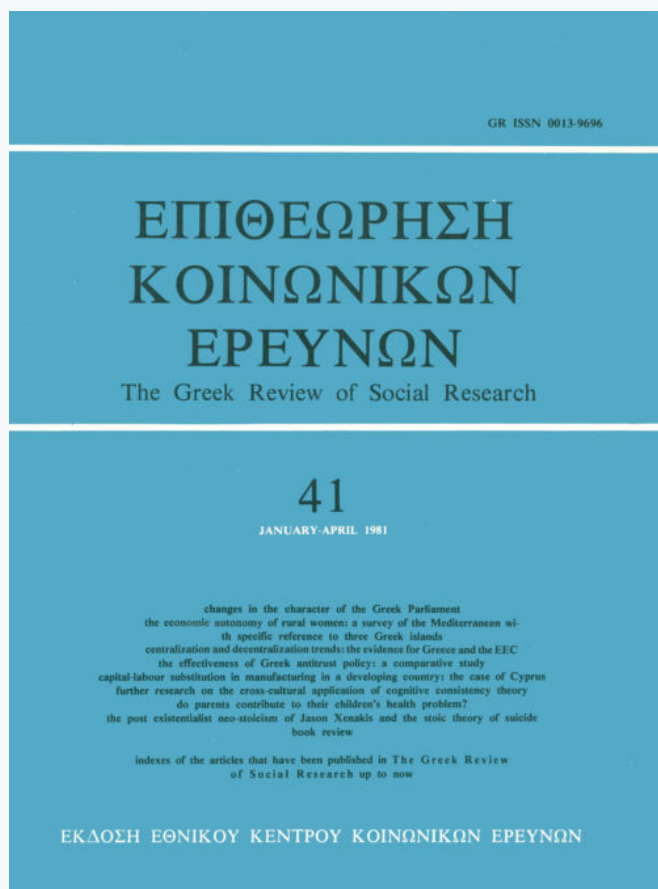 GR ISSN 0013-9696
ΕΠΙΘΕΩΡΗΣΗ
ΚΟΙΝΩΝΙΚΩΝ
ΕΡΕΥΝΩΝ
The Greek Review of Social Research
41
JANUARY-APRIL 1981
changes in the character of the Greek Parliament
the economic autonomy of rural women: a survey of the Mediterranean wi-
th specific reference to three Greek islands
centralization and decentralization trends: the evidence for Greece and the EEC
the effectiveness of Greek antitrust policy: a comparative study
capital-labour substitution in manufacturing in a developing country: the case of Cyprus
further research on the cross-cultural application of cognitive consistency theory
do parents contribute to their children's health problem?
the post existentialist neo-stoicism of Jason Xenakis and the stoic theory of suicide
book review
indexes of the articles that have been published in The Greek Review
of Social Research up to now
ΕΚΔΟΣΗ ΕΘΝΙΚΟΥ ΚΕΝΤΡΟΥ ΚΟΙΝΩΝΙΚΩΝ ΕΡΕΥΝΩΝ